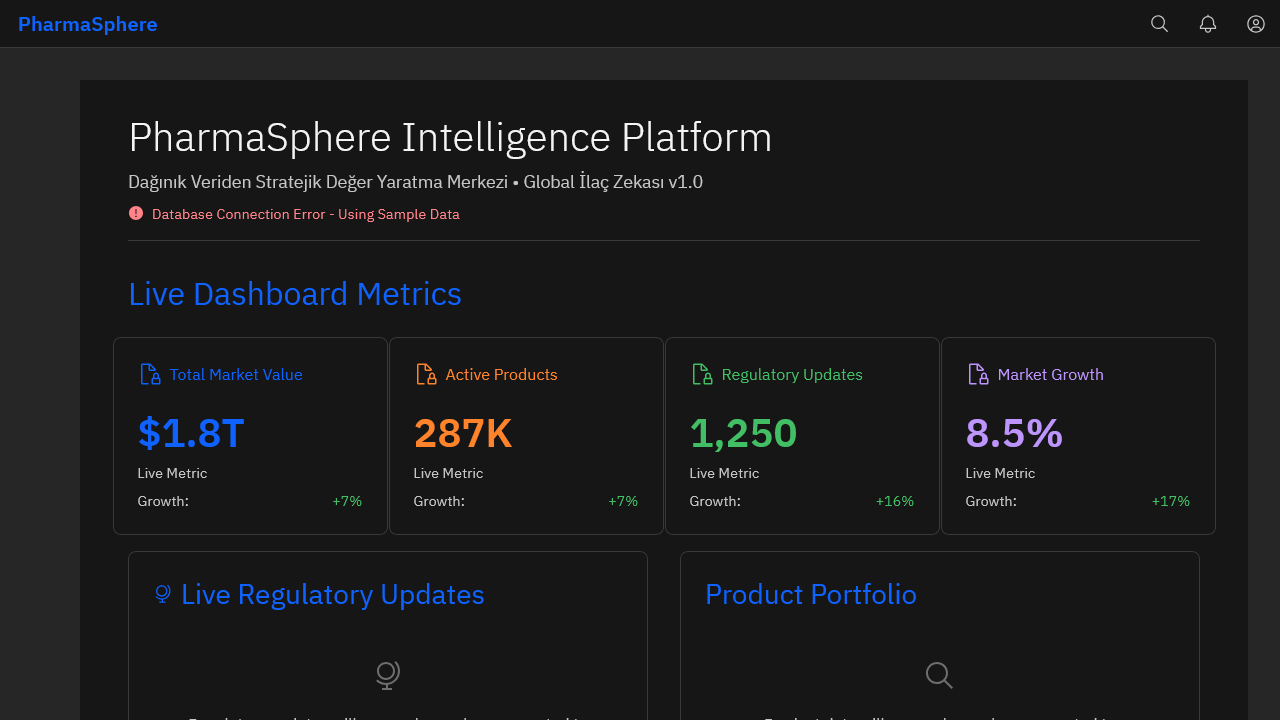 PharmaSphere
PharmaSphere Intelligence Platform
Dağınık Veriden Stratejik Değer Yaratma Merkezi • Global İlaç Zekası v1.0
Database Connection Error - Using Sample Data
Live Dashboard Metrics
Total Market Value
$1.8T
Live Metric
Growth: +7%
Active Products
287K
Live Metric
Growth: +7%
Regulatory Updates
1,250
Live Metric
Growth: +16%
Market Growth
8.5%
Live Metric
Growth: +17%
Live Regulatory Updates
Product Portfolio